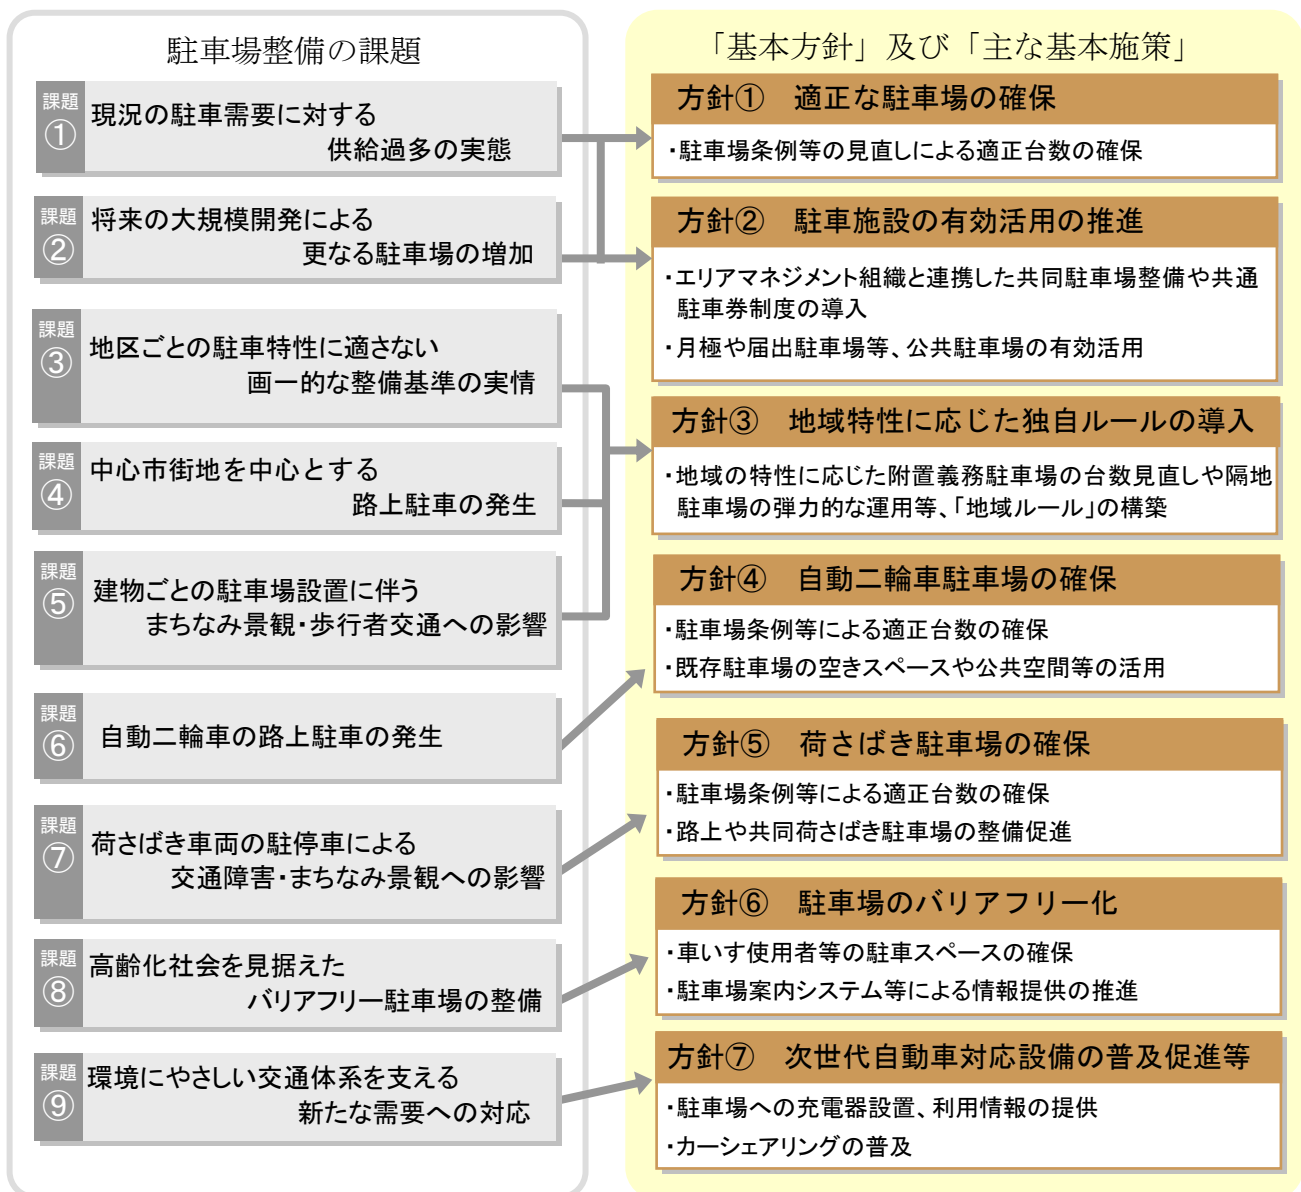 駐車場整備の課題
課題
①
現況の駐車需要に対する
供給過多の実態
課題
②
将来の大規模開発による
更なる駐車場の増加
課題
③
地区ごとの駐車特性に適さない
画一的な整備基準の実情
課題
④
中心市街地を中心とする
路上駐車の発生
課題
⑤
建物ごとの駐車場設置に伴う
まちなみ景観・歩行者交通への影響
課題
⑥
自動二輪車の路上駐車の発生
課題
⑦
荷さばき車両の駐停車による
交通障害・まちなみ景観への影響
課題
⑧
高齢化社会を見据えた
バリアフリー駐車場の整備
課題
⑨
環境にやさしい交通体系を支える
新たな需要への対応
「基本方針」及び「主な基本施策」
方針①　適正な駐車場の確保
・駐車場条例等の見直しによる適正台数の確保
方針②　駐車施設の有効活用の推進
・エリアマネジメント組織と連携した共同駐車場整備や共通
駐車券制度の導入
・月極や届出駐車場等、公共駐車場の有効活用
方針③　地域特性に応じた独自ルールの導入
・地域の特性に応じた附置義務駐車場の台数見直しや隔地
駐車場の弾力的な運用等、「地域ルール」の構築
方針④　自動二輪車駐車場の確保
・駐車場条例等による適正台数の確保
・既存駐車場の空きスペースや公共空間等の活用
方針⑤　荷さばき駐車場の確保
・駐車場条例等による適正台数の確保
・路上や共同荷さばき駐車場の整備促進
方針⑥　駐車場のバリアフリー化
・車いす使用者等の駐車スペースの確保
・駐車場案内システム等による情報提供の推進
方針⑦　次世代自動車対応設備の普及促進等
・駐車場への充電器設置、利用情報の提供
・カーシェアリングの普及